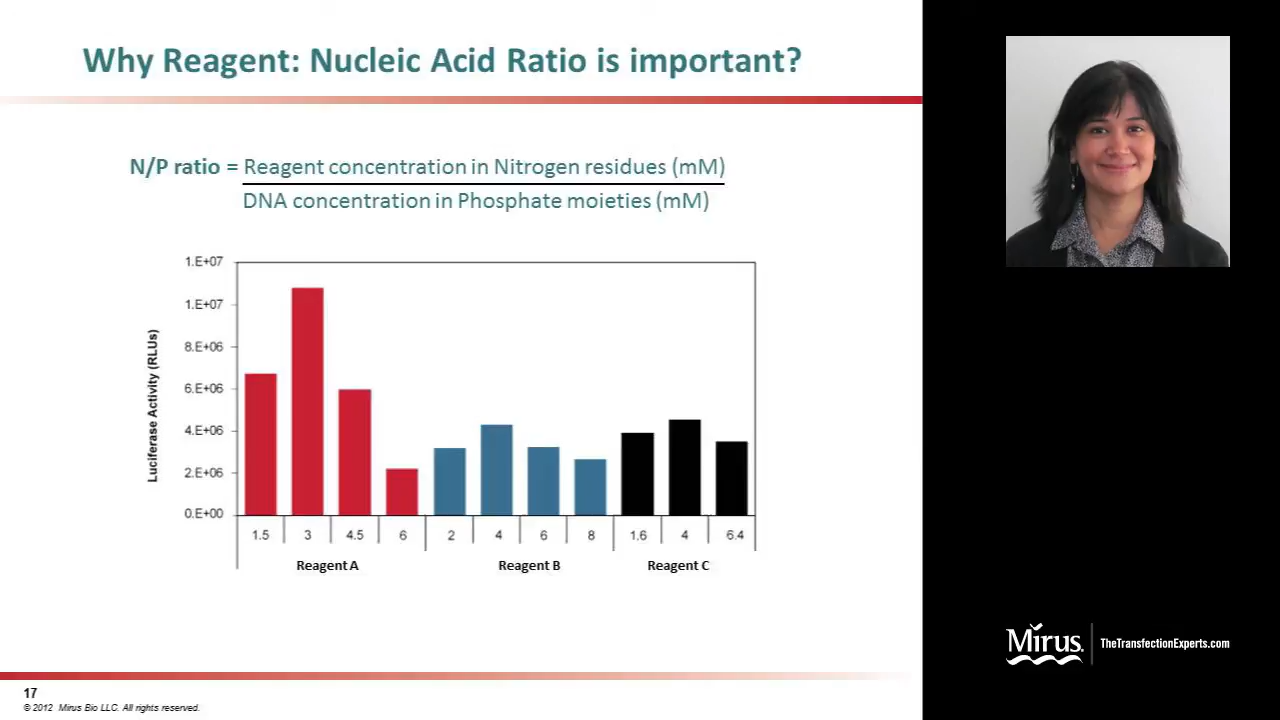 Why Reagent: Nucleic Acid Ratio is important?
N/P ratio = Reagent concentration in Nitrogen residues (mM)
DNA concentration in Phosphate moieties (mM)
1.E+07
1.E+07
8.E+06
6.E+06
4.E+06
2.E+06
0.E+00
Luciferase Activity (RLUs)
1.5 3 4.5 6 2 4 6 8 1.6 4 6.4
Reagent A Reagent B Reagent C
Mirus. TheTransfectionExperts.com
17
© 2012 Mirus Bio LLC. All rights reserved.